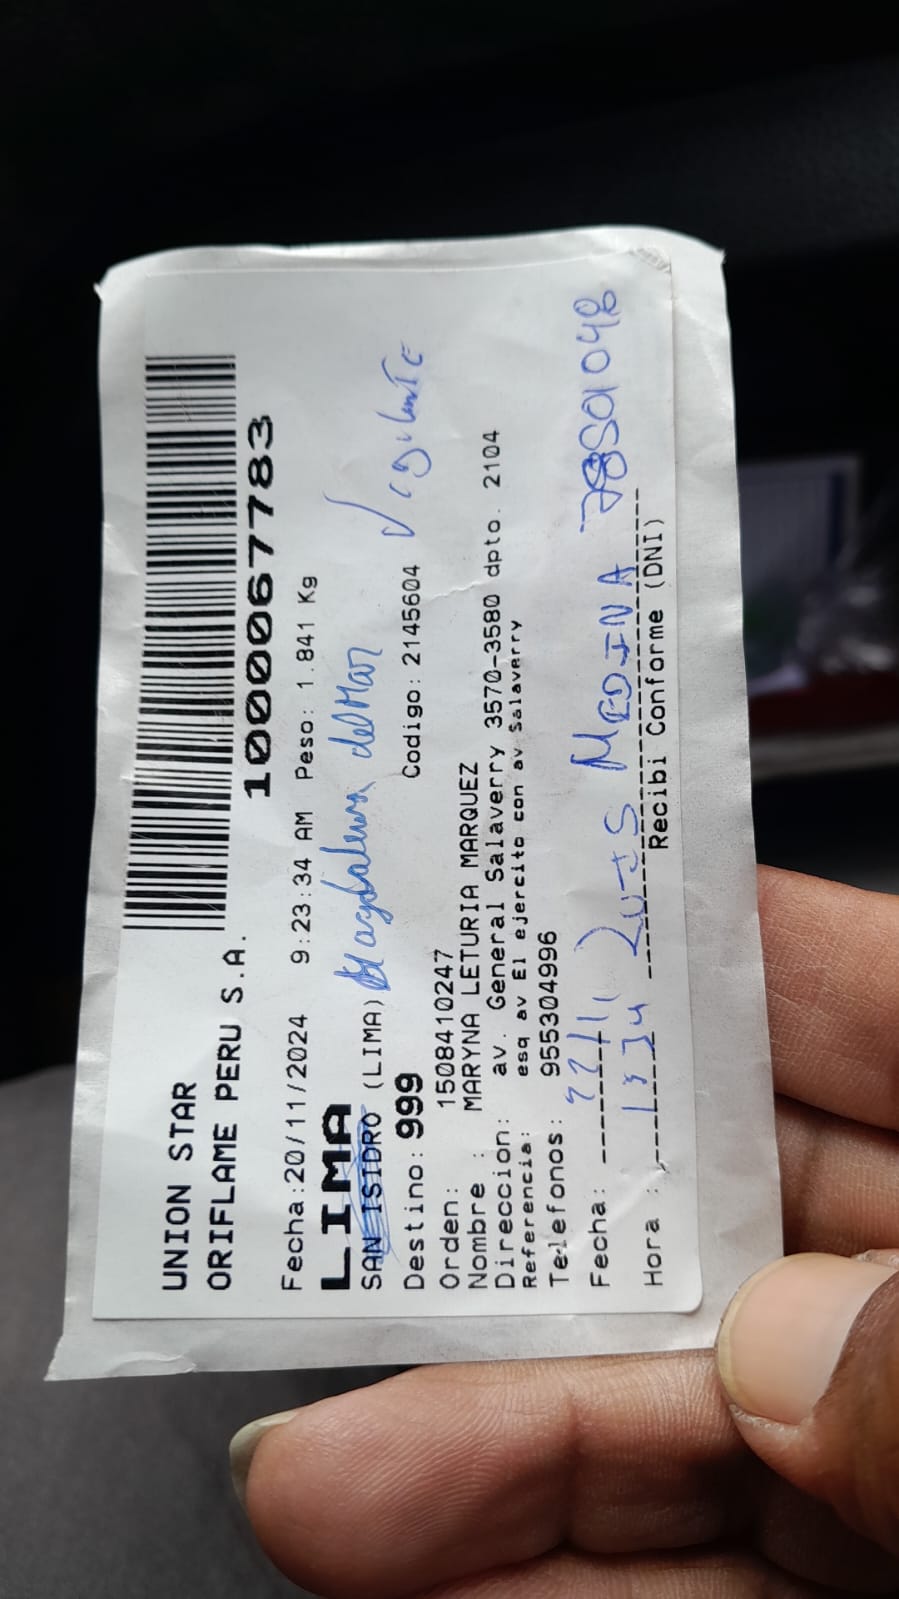 UNION STAR
ORIFLAME PERU S.A.
1000067783
Fecha:20/11/2024 9:23:34 AM Peso: 1.841 Kg
LIMA
SAN ISIDRO (LIMA) Magdalena del Mar
Destino: 999 Codigo: 2145604 Vigilante
Orden: 1508410247
Nombre : MARYNA LETURIA MARQUEZ
Direccion: av. General Salaverry 3570-3580 dpto. 2104
Referencia: esq av El ejercito con av Salaverry
Telefonos: 955304996
Fecha: 22/11 Luis MEDINA
Hora :
Recibi Conforme (DNI)